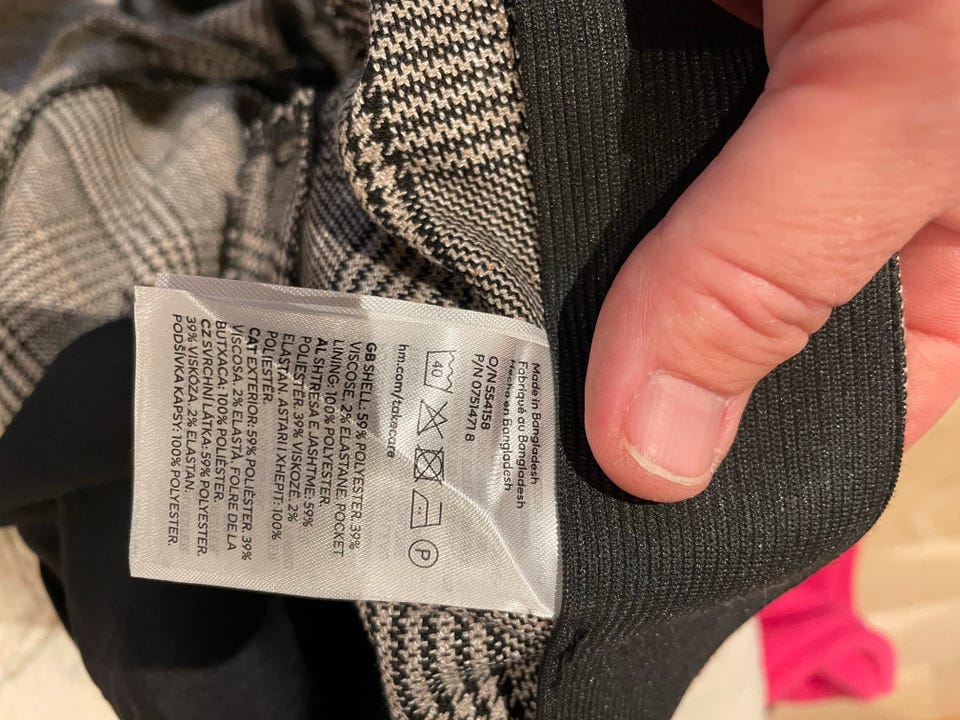 Made in Bangladesh
Fabriqué au Bangladesh
Hecho en Bangladesh
O/N 554158
P/N 07514718
40
P
hm.com/takecare
GB SHELL: 59% POLYESTER. 39%
VISCOSE. 2% ELASTANE. POCKET
LINING: 100% POLYESTER.
AL SHTRESA E JASHTME: 59%
POLIESTER. 39% VISKOZË. 2%
ELASTAN. ASTARI I XHEPIT: 100%
POLIESTËR.
CAT EXTERIOR: 59% POLIÈSTER. 39%
VISCOSA. 2% ELASTÀ. FOLRE DE LA
BUTXACA: 100% POLIÈSTER.
CZ SVRCHNÍ LÁTKA: 59% POLYESTER.
39% VISKÓZA. 2% ELASTAN.
PODŠÍVKA KAPSY: 100% POLYESTER.